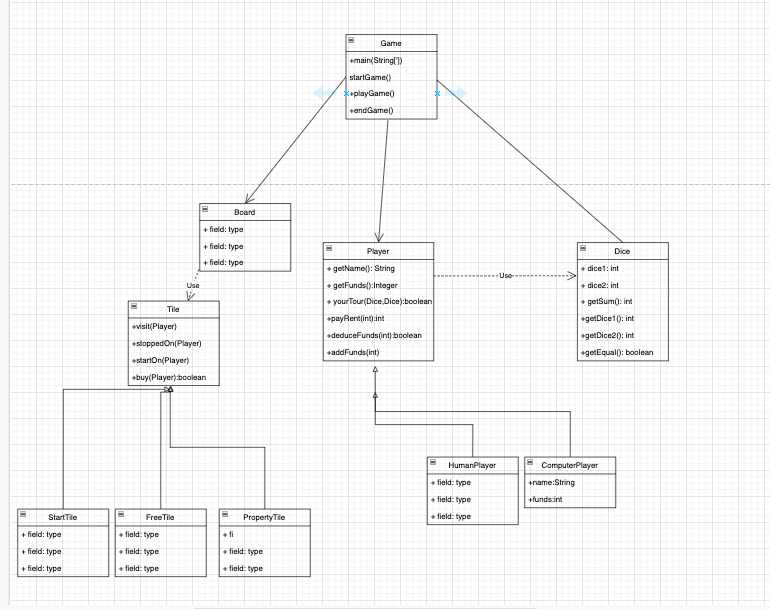 Game
+main(String["])
startGame()
+playGame()
+endGame()
Board
+ field: type
+ field: type
+ field: type
Use
Player
+ getName(): String
+ getFunds():Integer
+ yourTour(Dice,Dice):boolean
+payRent(int):int
+deduceFunds(int):boolean
+addFunds(int)
Use
Dice
+ dice1: int
+ dice2: int
+ getSum(): int
+getDice1(): int
+getDice2(): int
+getEqual(): boolean
Tile
+visit(Player)
+stoppedOn(Player)
+startOn(Player)
+buy(Player):boolean
HumanPlayer
+ field: type
+ field: type
+ field: type
ComputerPlayer
+name:String
+funds:int
StartTile
+ field: type
+ field: type
+ field: type
FreeTile
+ field: type
+ field: type
+ field: type
PropertyTile
+ fi
+ field: type
+ field: type